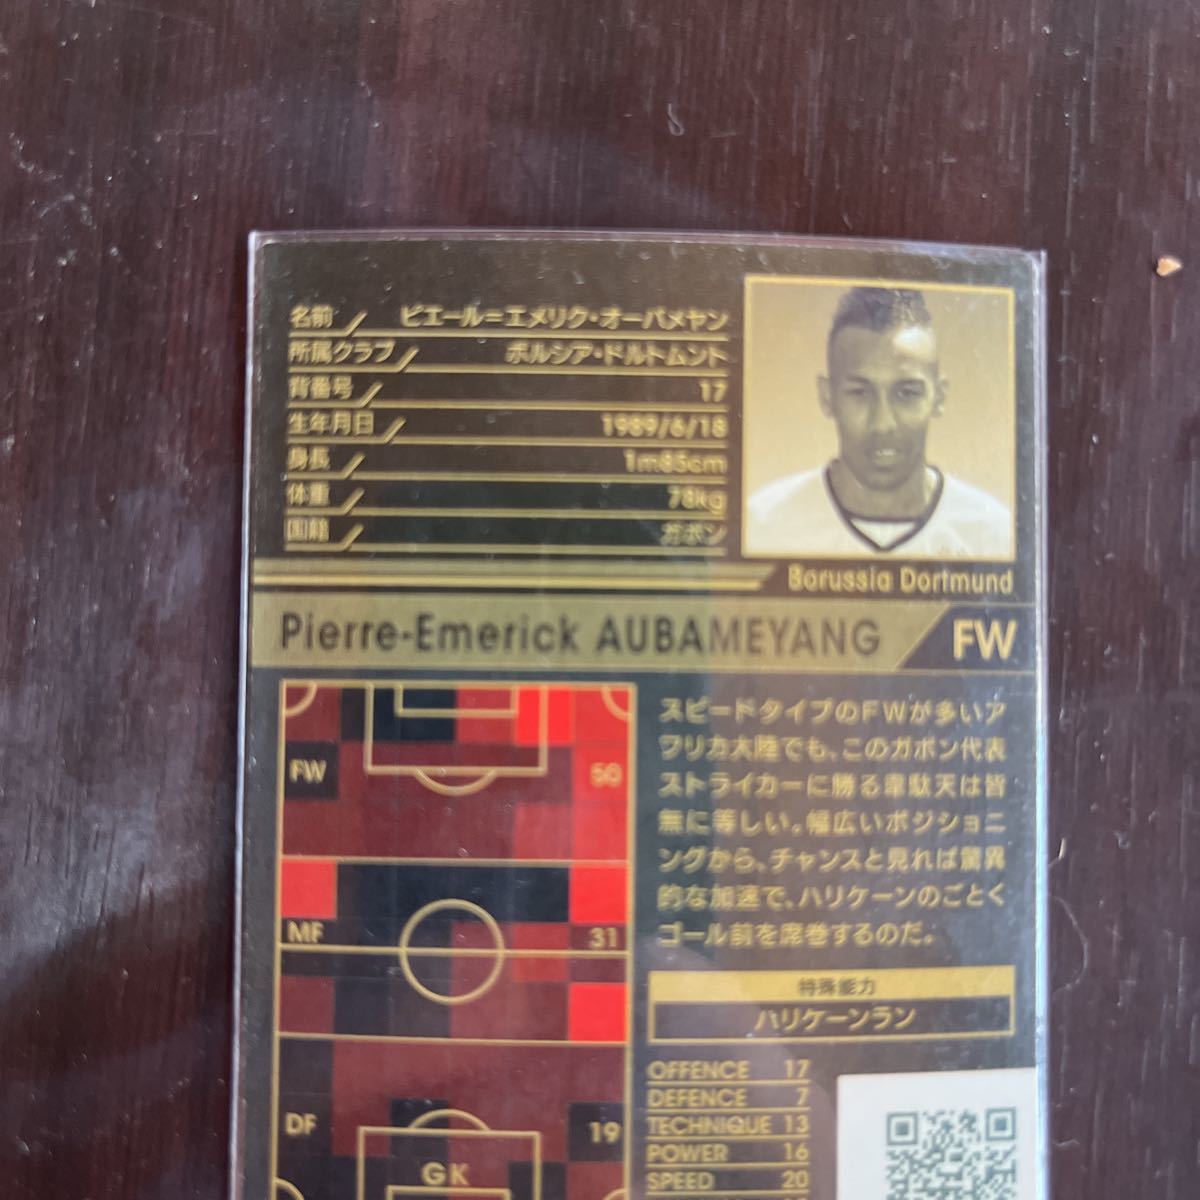 名前 ピエール=エメリク・オーバメヤン
所属クラブ ボルシア・ドルトムント
背番号 17
生年月日 1989/6/18
身長 1m85cm
体重 78kg
国籍 ガボン
Borussia Dortmund
Pierre-Emerick AUBAMEYANG FW
FW 50
MF 31
DF 19
GK
スピードタイプのFWが多いア
フリカ大陸でも、このガボン代表
ストライカーに勝る韋駄天は皆
無に等しい。幅広いポジショニ
ングから、チャンスと見れば驚異
的な加速で、ハリケーンのごとく
ゴール前を席巻するのだ。
特殊能力
ハリケーンラン
OFFENCE 17
DEFENCE 7
TECHNIQUE 13
POWER 16
SPEED 20